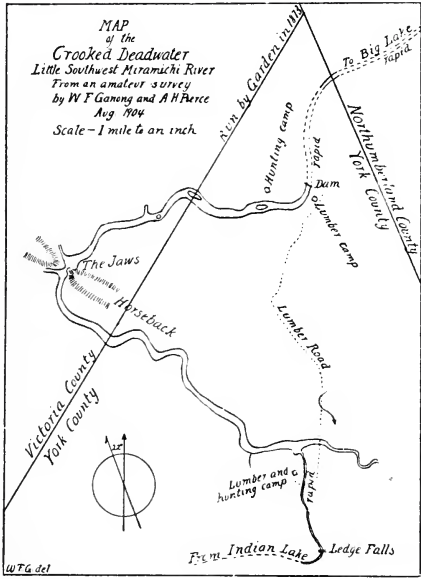 MAP
of the
Crooked Deadwater
Little Southwest Miramichi River
From an amateur survey
by W F Ganong and A H Pierce
Aug 1904
Scale - 1 mile to an inch
Run by Garden in 1873
To Big Lake
rapid
Hunting camp
rapid
Northumberland County
York County
Dam
Lumber camp
The Jaws
Horseback
Lumber Road
Victoria County
York County
Lumber and
hunting camp
rapid
From Indian Lake
Ledge Falls
W F G. del